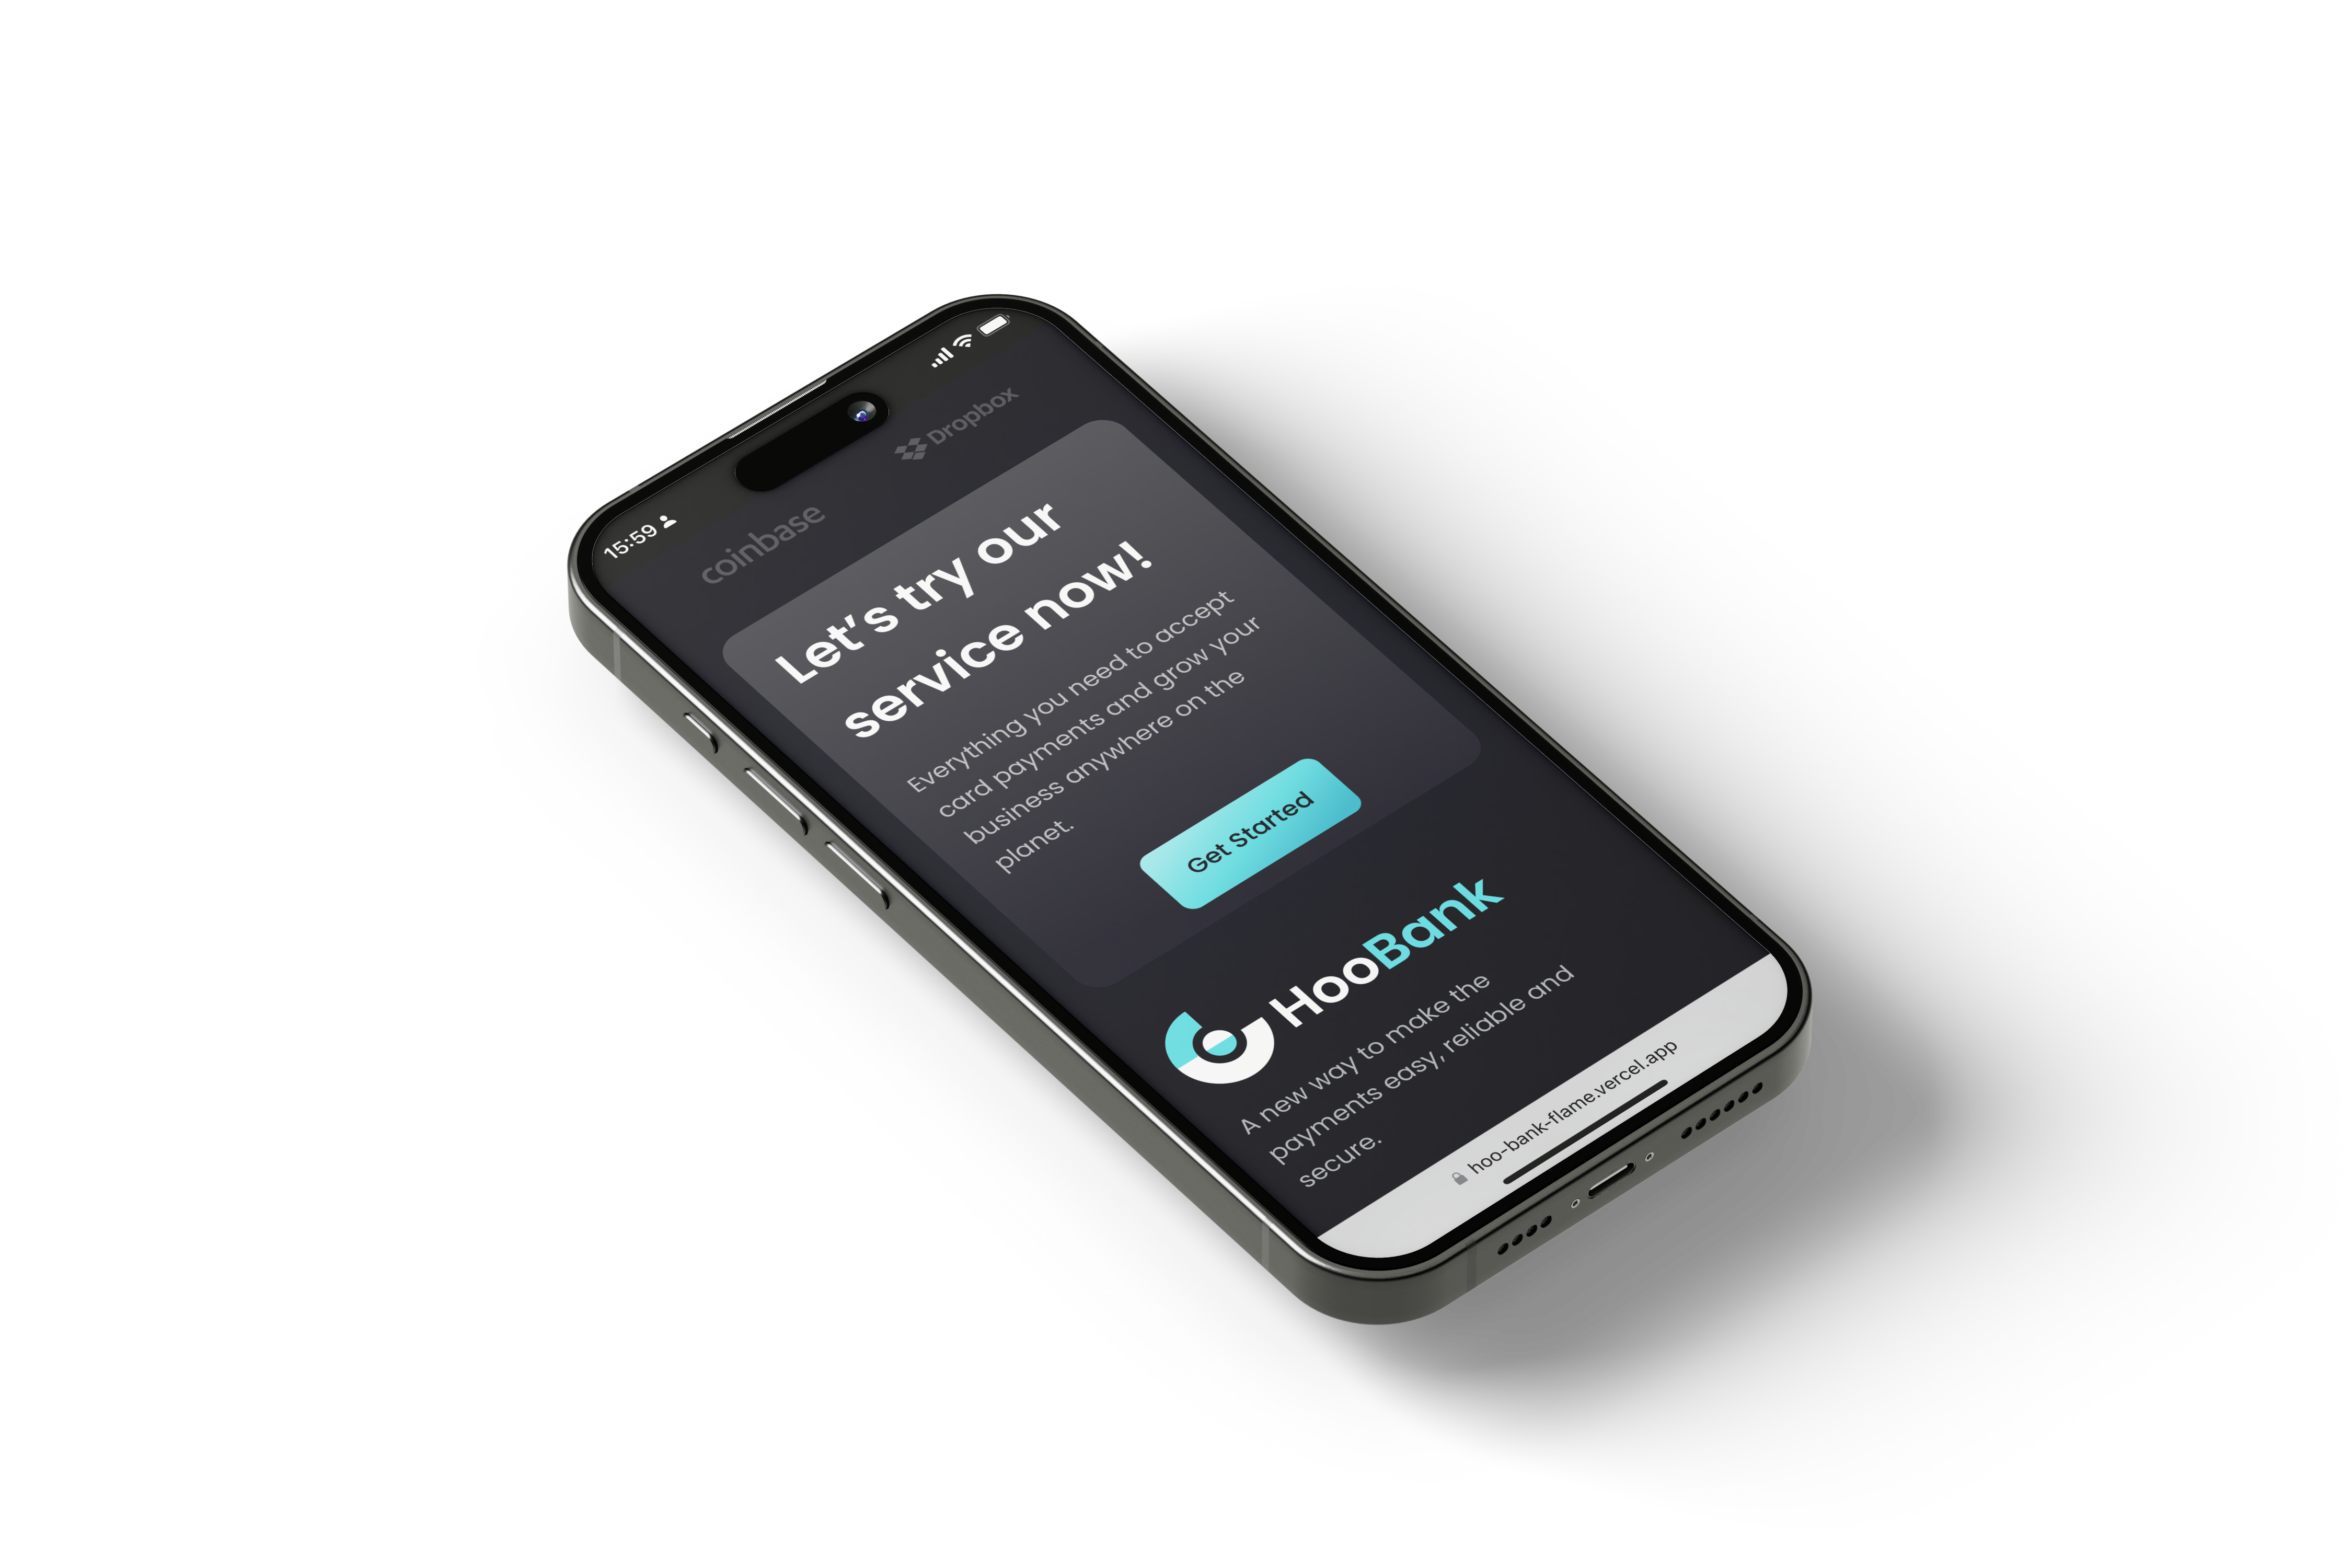 15:59
coinbase
Dropbox
Let's try our
service now!
Everything you need to accept
card payments and grow your
business anywhere on the
planet.
Get Started
HooBank
A new way to make the
payments easy, reliable and
secure.
hoo-bank-flame.vercel.app